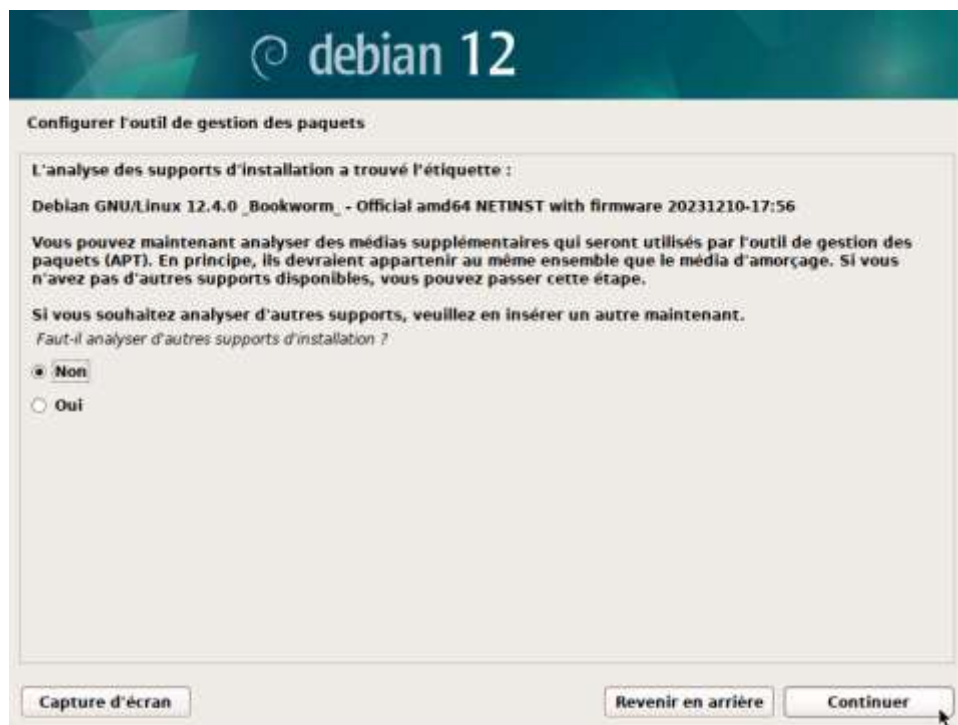 debian 12
Configurer l'outil de gestion des paquets
L'analyse des supports d'installation a trouvé l'étiquette :
Debian GNU/Linux 12.4.0 _Bookworm_ - Official amd64 NETINST with firmware 20231210-17:56
Vous pouvez maintenant analyser des médias supplémentaires qui seront utilisés par l'outil de gestion des
paquets (APT). En principe, ils devraient appartenir au même ensemble que le média d'amorçage. Si vous
n'avez pas d'autres supports disponibles, vous pouvez passer cette étape.
Si vous souhaitez analyser d'autres supports, veuillez en insérer un autre maintenant.
Faut-il analyser d'autres supports d'installation ?
Non
Oui
Capture d'écran
Revenir en arrière
Continuer